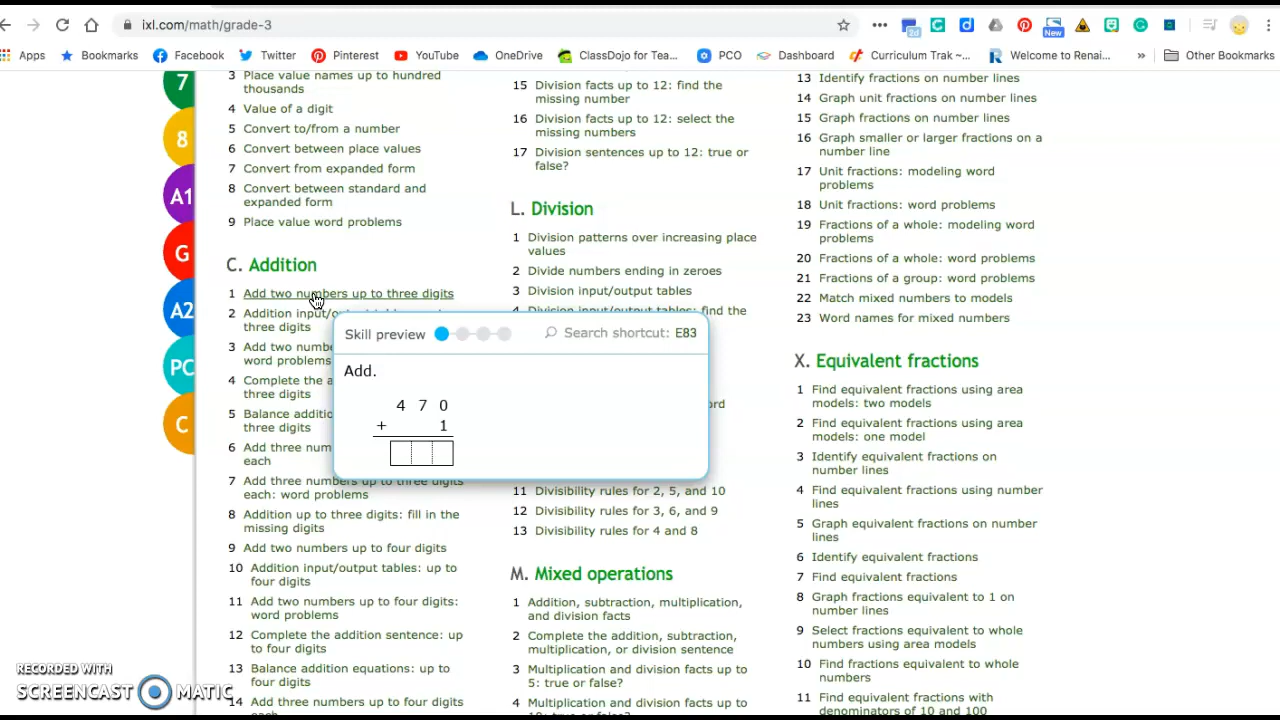 ixl.com/math/grade-3
2d
New
Apps
Bookmarks
Facebook
Twitter
Pinterest
YouTube
OneDrive
ClassDojo for Tea...
PCO
Dashboard
Curriculum Trak ~...
Welcome to Renai...
»
Other Bookmarks
7
8
A1
G
A2
PC
C
3 Place value names up to hundred
thousands
4 Value of a digit
5 Convert to/from a number
6 Convert between place values
7 Convert from expanded form
8 Convert between standard and
expanded form
9 Place value word problems
C. Addition
1 Add two numbers up to three digits
2 Addition input/o
three digits
3 Add two numbe
word problems
4 Complete the a
three digits
5 Balance additio
6 Add three num
each
7 Add three numbers up to three digits
each: word problems
8 Addition up to three digits: fill in the
missing digits
9 Add two numbers up to four digits
10 Addition input/output tables: up to
four digits
11 Add two numbers up to four digits:
word problems
12 Complete the addition sentence: up
to four digits
13 Balance addition equations: up to
four digits
14 Add three numbers up to four digits
each
Skill preview
Search shortcut: E83
Add.
4 7 0
+ 1
15 Division facts up to 12: find the
missing number
16 Division facts up to 12: select the
missing numbers
17 Division sentences up to 12: true or
false?
L. Division
1 Division patterns over increasing place
values
2 Divide numbers ending in zeroes
3 Division input/output tables
4 Division input/output tables: find the
ord
11 Divisibility rules for 2, 5, and 10
12 Divisibility rules for 3, 6, and 9
13 Divisibility rules for 4 and 8
M. Mixed operations
1 Addition, subtraction, multiplication,
and division facts
2 Complete the addition, subtraction,
multiplication, or division sentence
3 Multiplication and division facts up to
5: true or false?
4 Multiplication and division facts up to
10: true or false?
13 Identify fractions on number lines
14 Graph unit fractions on number lines
15 Graph fractions on number lines
16 Graph smaller or larger fractions on a
number line
17 Unit fractions: modeling word
problems
18 Unit fractions: word problems
19 Fractions of a whole: modeling word
problems
20 Fractions of a whole: word problems
21 Fractions of a group: word problems
22 Match mixed numbers to models
23 Word names for mixed numbers
X. Equivalent fractions
1 Find equivalent fractions using area
models: two models
2 Find equivalent fractions using area
models: one model
3 Identify equivalent fractions on
number lines
4 Find equivalent fractions using number
lines
5 Graph equivalent fractions on number
lines
6 Identify equivalent fractions
7 Find equivalent fractions
8 Graph fractions equivalent to 1 on
number lines
9 Select fractions equivalent to whole
numbers using area models
10 Find fractions equivalent to whole
numbers
11 Find equivalent fractions with
denominators of 10 and 100
RECORDED WITH
SCREENCAST MATIC